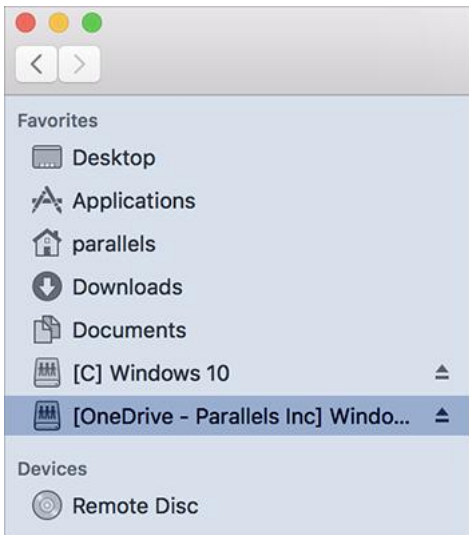 Favorites
Desktop
Applications
parallels
Downloads
Documents
[C] Windows 10
[OneDrive - Parallels Inc] Windo...
Devices
Remote Disc